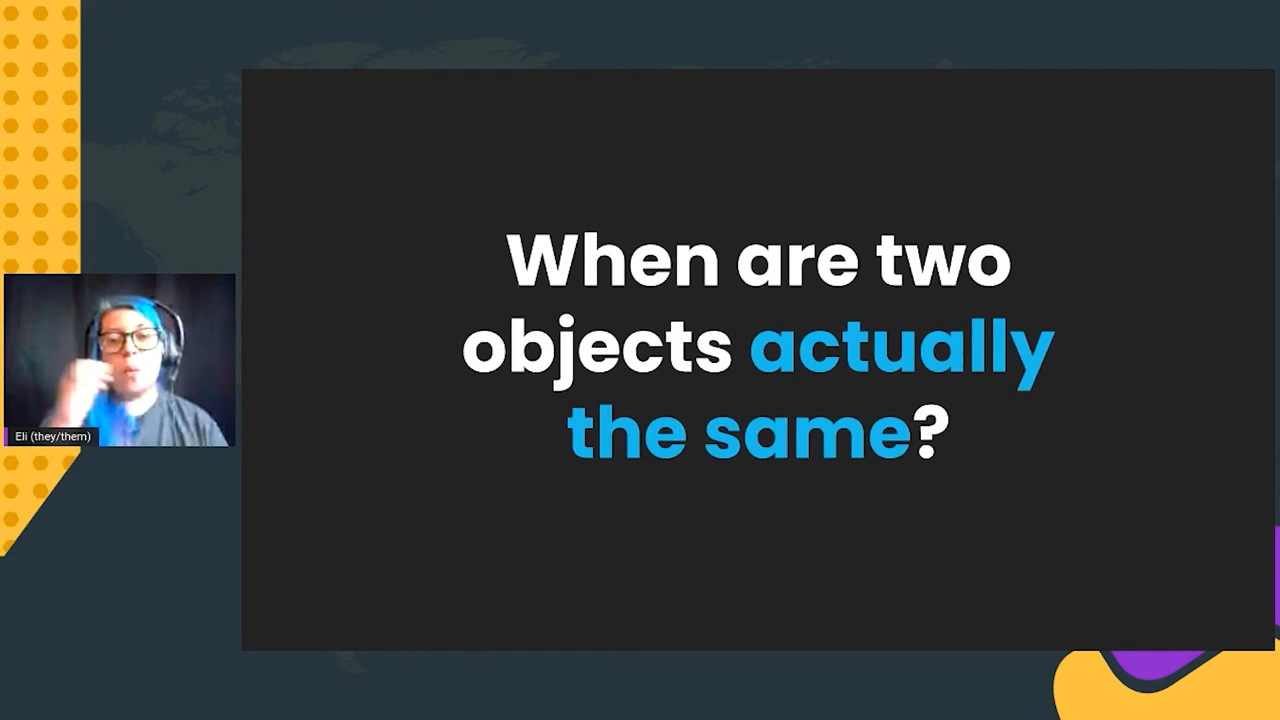 When are two
objects actually
the same?
Eli (they/them)